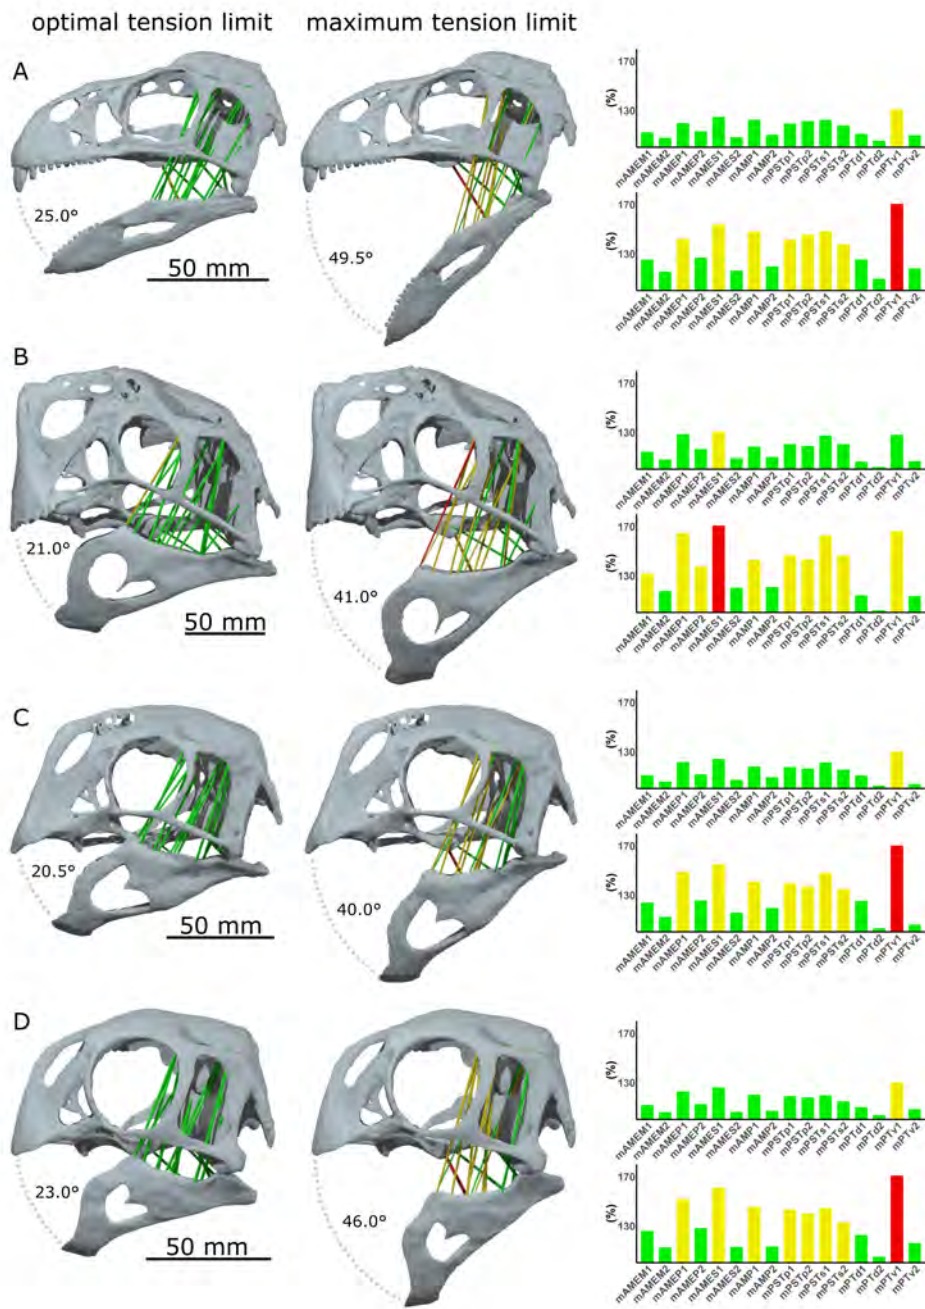 optimal tension limit
maximum tension limit
A
25.0°
50 mm
49.5°
170
130
(%)
mAMEM1 mAMEM2 mAMEP1 mAMEP2 mAMES1 mAMES2 mAMP1 mAMP2 mPSTp1 mPSTp2 mPSTs1 mPSTs2 mPTd1 mPTd2 mPTv1 mPTv2
170
130
(%)
mAMEM1 mAMEM2 mAMEP1 mAMEP2 mAMES1 mAMES2 mAMP1 mAMP2 mPSTp1 mPSTp2 mPSTs1 mPSTs2 mPTd1 mPTd2 mPTv1 mPTv2
B
21.0°
50 mm
41.0°
170
130
(%)
mAMEM1 mAMEM2 mAMEP1 mAMEP2 mAMES1 mAMES2 mAMP1 mAMP2 mPSTp1 mPSTp2 mPSTs1 mPSTs2 mPTd1 mPTd2 mPTv1 mPTv2
170
130
(%)
mAMEM1 mAMEM2 mAMEP1 mAMEP2 mAMES1 mAMES2 mAMP1 mAMP2 mPSTp1 mPSTp2 mPSTs1 mPSTs2 mPTd1 mPTd2 mPTv1 mPTv2
C
20.5°
50 mm
40.0°
170
130
(%)
mAMEM1 mAMEM2 mAMEP1 mAMEP2 mAMES1 mAMES2 mAMP1 mAMP2 mPSTp1 mPSTp2 mPSTs1 mPSTs2 mPTd1 mPTd2 mPTv1 mPTv2
170
130
(%)
mAMEM1 mAMEM2 mAMEP1 mAMEP2 mAMES1 mAMES2 mAMP1 mAMP2 mPSTp1 mPSTp2 mPSTs1 mPSTs2 mPTd1 mPTd2 mPTv1 mPTv2
D
23.0°
50 mm
46.0°
170
130
(%)
mAMEM1 mAMEM2 mAMEP1 mAMEP2 mAMES1 mAMES2 mAMP1 mAMP2 mPSTp1 mPSTp2 mPSTs1 mPSTs2 mPTd1 mPTd2 mPTv1 mPTv2
170
130
(%)
mAMEM1 mAMEM2 mAMEP1 mAMEP2 mAMES1 mAMES2 mAMP1 mAMP2 mPSTp1 mPSTp2 mPSTs1 mPSTs2 mPTd1 mPTd2 mPTv1 mPTv2